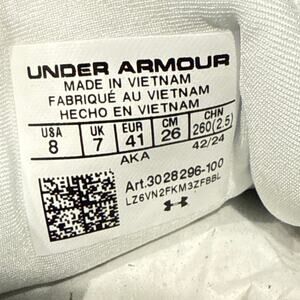 UNDER ARMOUR
MADE IN VIETNAM
FABRIQUÉ AU VIETNAM
HECHO EN VIETNAM
USA UK EUR CM CHN
8 7 41 26 260(2.5)
AKA 42/24
Art.3028296-100
LZ6VN2FKM3ZFBBL